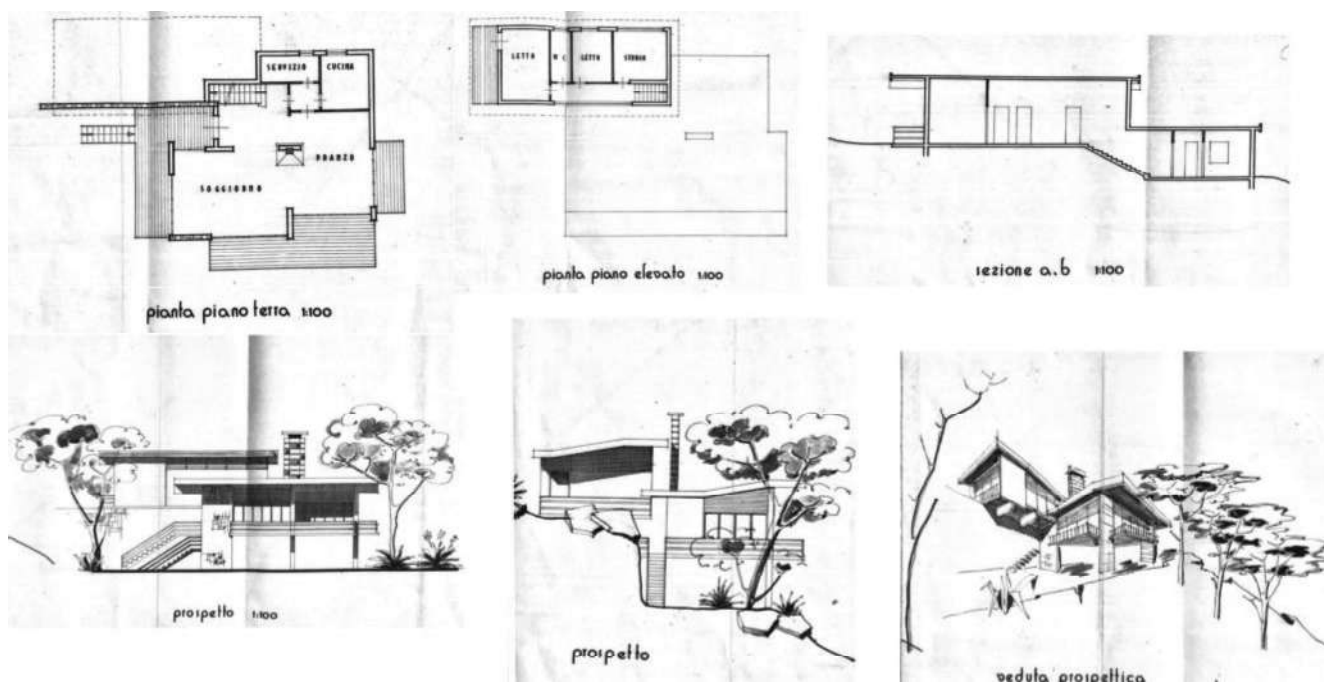 SERVIZIO CUCINA
PRANZO
SOGGIORNO
pianta piano terra 1:100
LETTO W C LETTO STUDIO
pianta piano elevato 1:100
sezione a.b 1:100
prospetto 1:100
prospetto
veduta prospettica